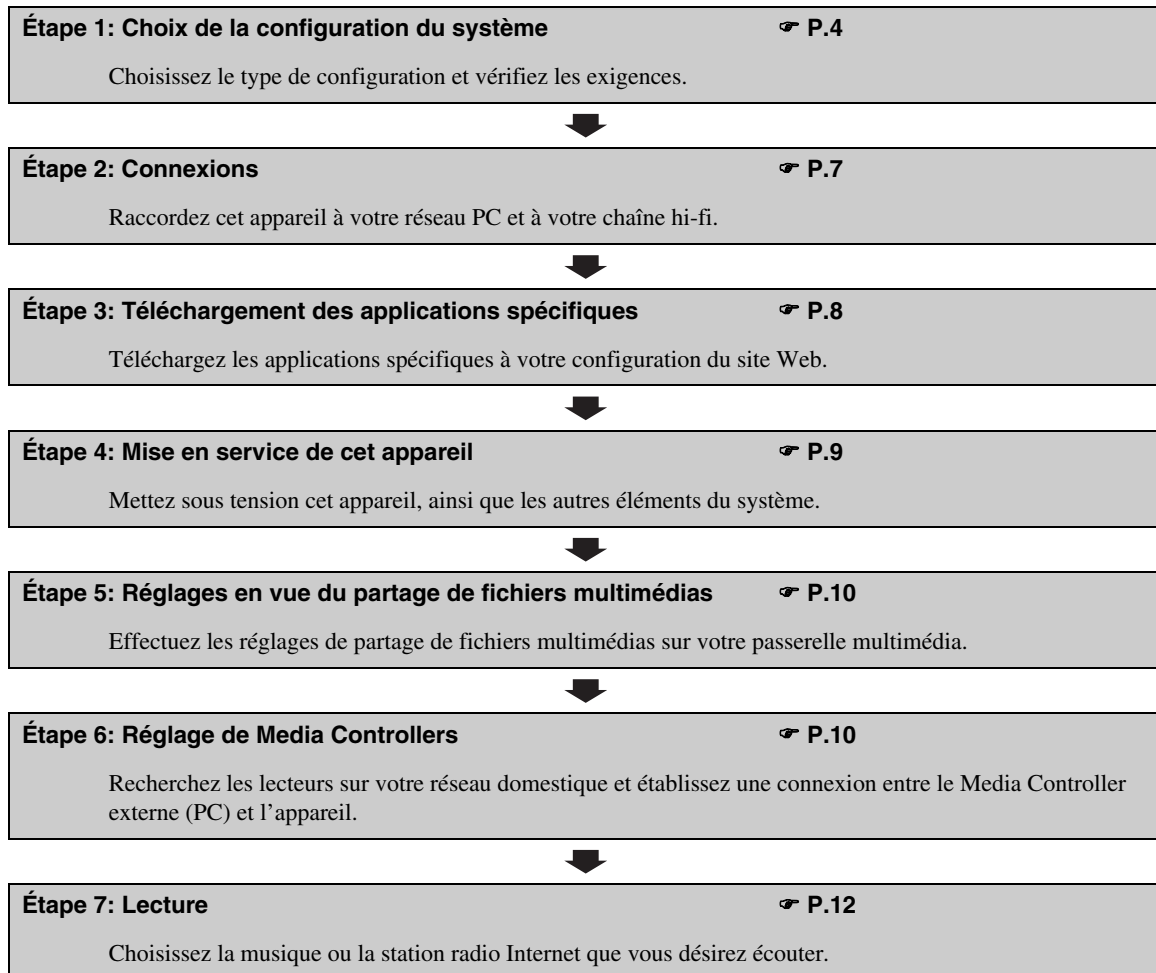 Étape 1: Choix de la configuration du système ☞ P.4
Choisissez le type de configuration et vérifiez les exigences.
Étape 2: Connexions ☞ P.7
Raccordez cet appareil à votre réseau PC et à votre chaîne hi-fi.
Étape 3: Téléchargement des applications spécifiques ☞ P.8
Téléchargez les applications spécifiques à votre configuration du site Web.
Étape 4: Mise en service de cet appareil ☞ P.9
Mettez sous tension cet appareil, ainsi que les autres éléments du système.
Étape 5: Réglages en vue du partage de fichiers multimédias ☞ P.10
Effectuez les réglages de partage de fichiers multimédias sur votre passerelle multimédia.
Étape 6: Réglage de Media Controllers ☞ P.10
Recherchez les lecteurs sur votre réseau domestique et établissez une connexion entre le Media Controller
externe (PC) et l’appareil.
Étape 7: Lecture ☞ P.12
Choisissez la musique ou la station radio Internet que vous désirez écouter.